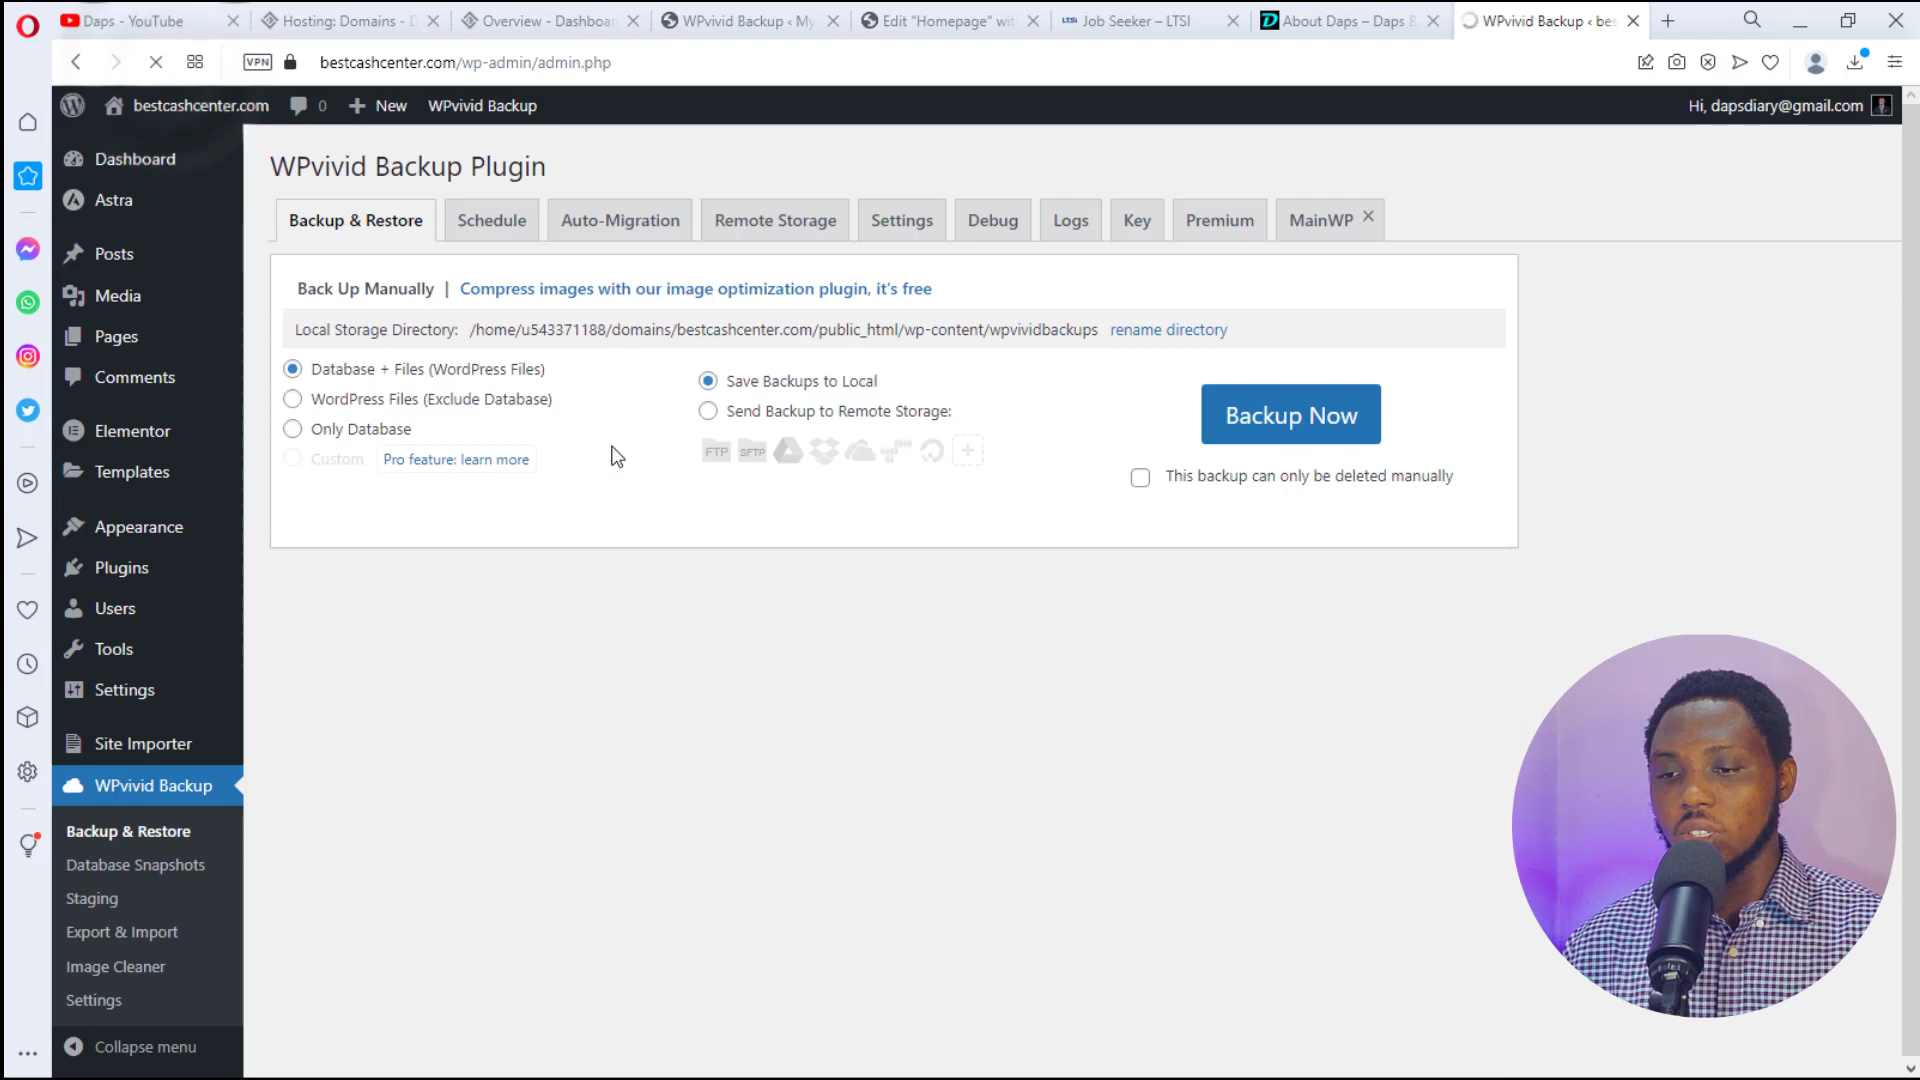 Daps - YouTube
Hosting: Domains - D
Overview - Dashboar
WPvivid Backup ‹ My
Edit "Homepage" wit
LTSI Job Seeker – LTSI
About Daps – Daps B
WPvivid Backup ‹ bes
VPN
bestcashcenter.com/wp-admin/admin.php
bestcashcenter.com
0
New
WPvivid Backup
Hi, dapsdiary@gmail.com
Dashboard
Astra
Posts
Media
Pages
Comments
Elementor
Templates
Appearance
Plugins
Users
Tools
Settings
Site Importer
WPvivid Backup
Backup & Restore
Database Snapshots
Staging
Export & Import
Image Cleaner
Settings
Collapse menu
WPvivid Backup Plugin
Backup & Restore
Schedule
Auto-Migration
Remote Storage
Settings
Debug
Logs
Key
Premium
MainWP
Back Up Manually | Compress images with our image optimization plugin, it's free
Local Storage Directory: /home/u543371188/domains/bestcashcenter.com/public_html/wp-content/wpvividbackups rename directory
Database + Files (WordPress Files)
WordPress Files (Exclude Database)
Only Database
Custom Pro feature: learn more
Save Backups to Local
Send Backup to Remote Storage:
FTP SFTP
Backup Now
This backup can only be deleted manually